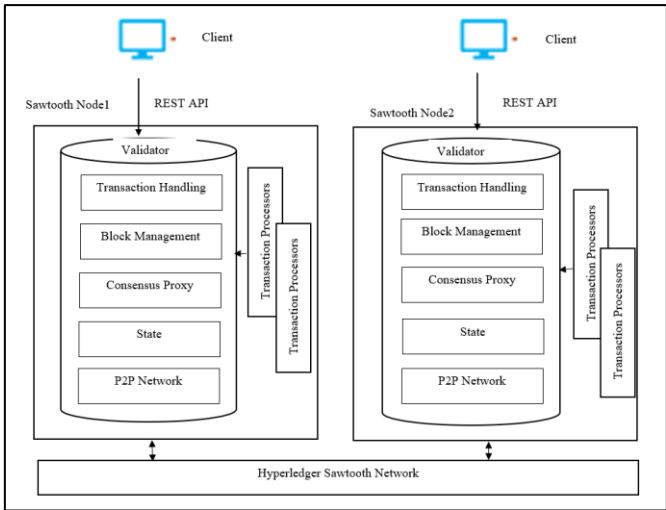 Client
Client
REST API
REST API
Sawtooth Node1
Sawtooth Node2
Validator
Transaction Handling
Block Management
Consensus Proxy
State
P2P Network
Transaction Processors
Transaction Processors
Validator
Transaction Handling
Block Management
Consensus Proxy
State
P2P Network
Transaction Processors
Transaction Processors
Hyperledger Sawtooth Network